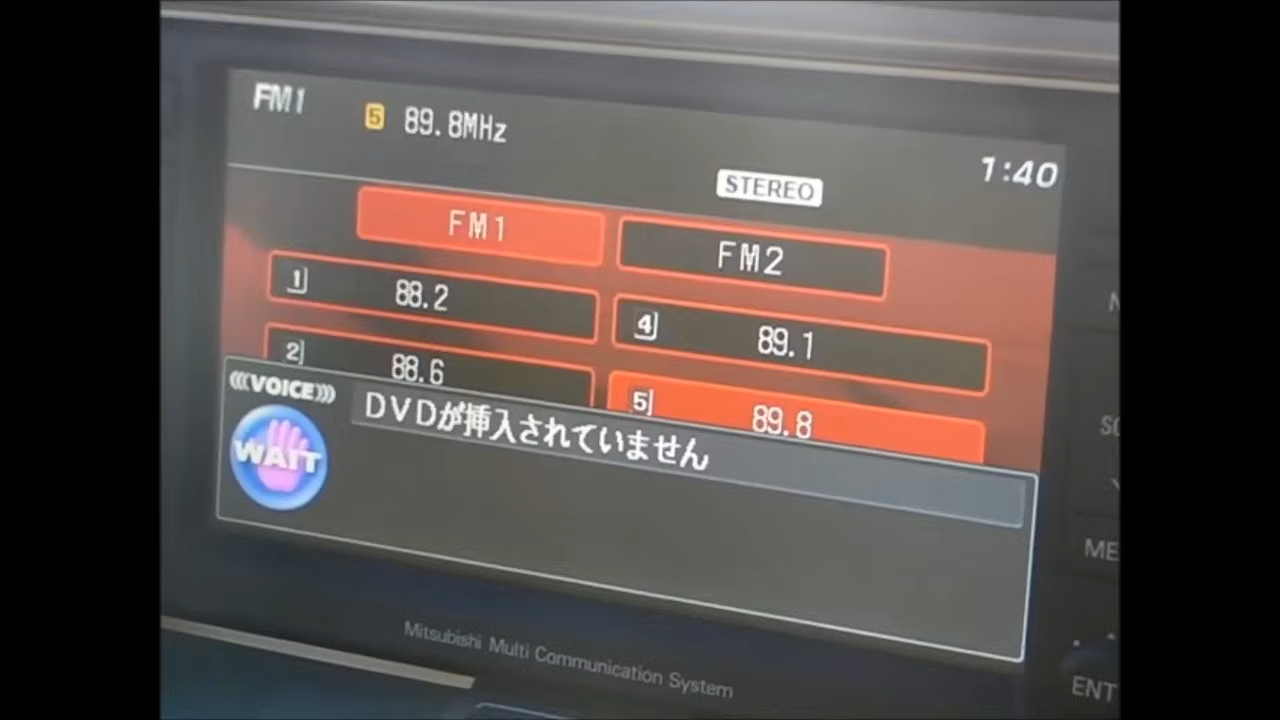 FM1
5 89.8MHz
1:40
STEREO
FM1 FM2
1 88.2
4 89.1
2 88.6
5 89.8
VOICE
WAIT
DVDが挿入されていません
Mitsubishi Multi Communication System
ENT